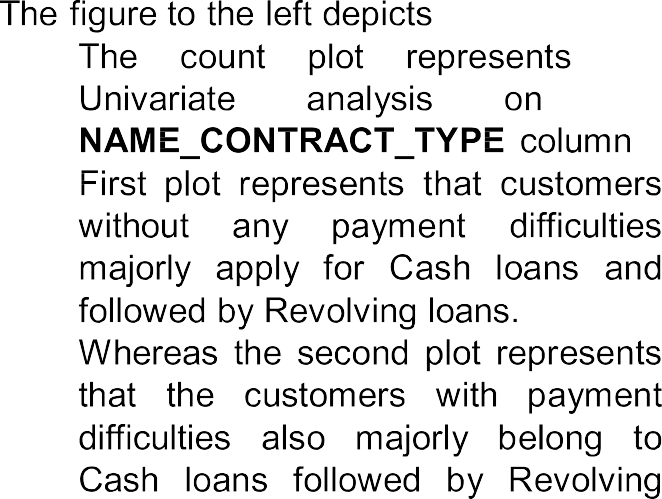 The figure to the left depicts
The count plot represents
Univariate analysis on
NAME_CONTRACT_TYPE column
First plot represents that customers
without any payment difficulties
majorly apply for Cash loans and
followed by Revolving loans.
Whereas the second plot represents
that the customers with payment
difficulties also majorly belong to
Cash loans followed by Revolving